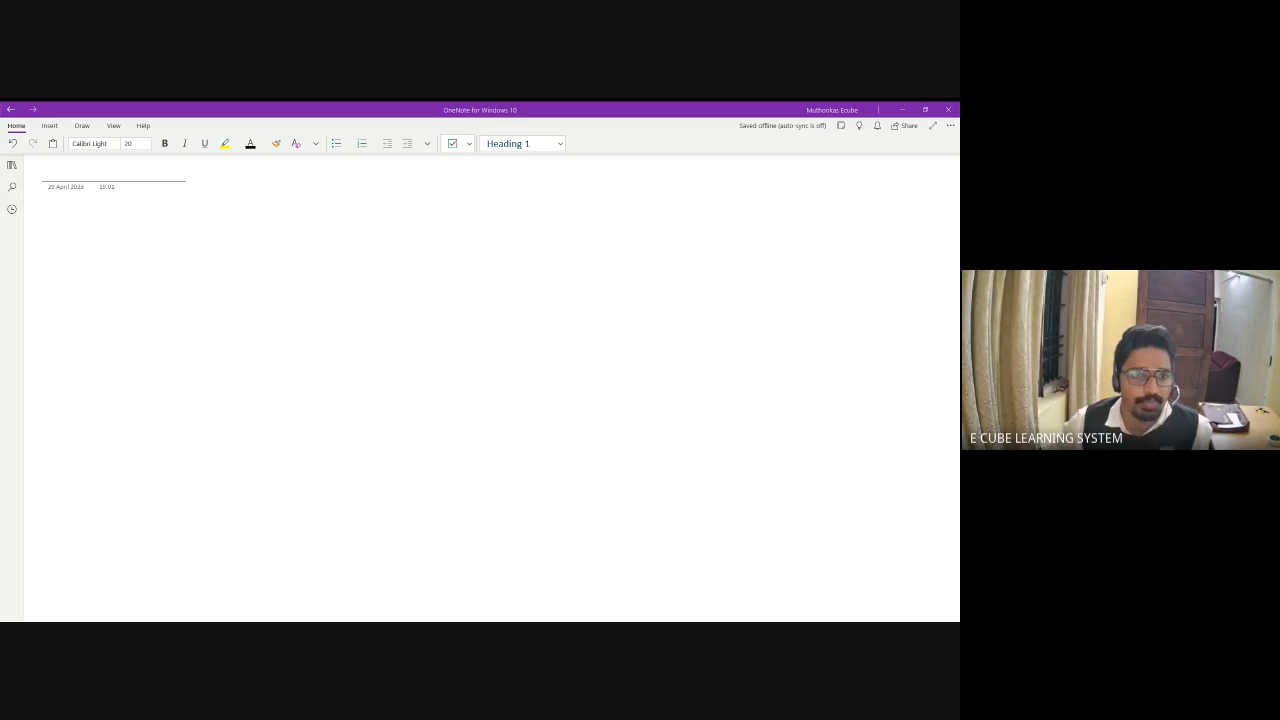 OneNote for Windows 10
Muthookas Ecube
Home Insert Draw View Help
Saved offline (auto-sync is off)
Share
Calibri Light 20
B I U A
Heading 1
29 April 2023 19:01
E CUBE LEARNING SYSTEM